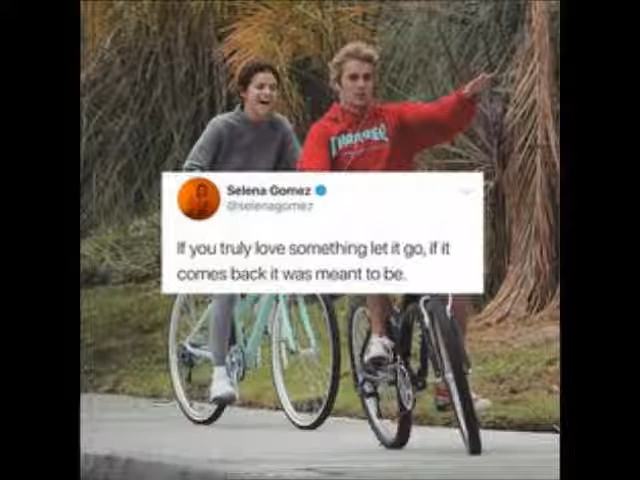 THRASHER
Selena Gomez
@selenagomez
If you truly love something let it go, if it
comes back it was meant to be.